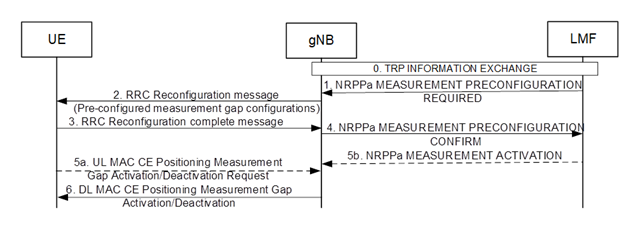 UE
gNB
LMF
0. TRP INFORMATION EXCHANGE
1. NRPPa MEASUREMENT PRECONFIGURATION
REQUIRED
2. RRC Reconfiguration message
(Pre-configured measurement gap configurations)
3. RRC Reconfiguration complete message
4. NRPPa MEASUREMENT PRECONFIGURATION
CONFIRM
5a. UL MAC CE Positioning Measurement
Gap Activation/Deactivation Request
5b. NRPPa MEASUREMENT ACTIVATION
6. DL MAC CE Positioning Measurement Gap
Activation/Deactivation